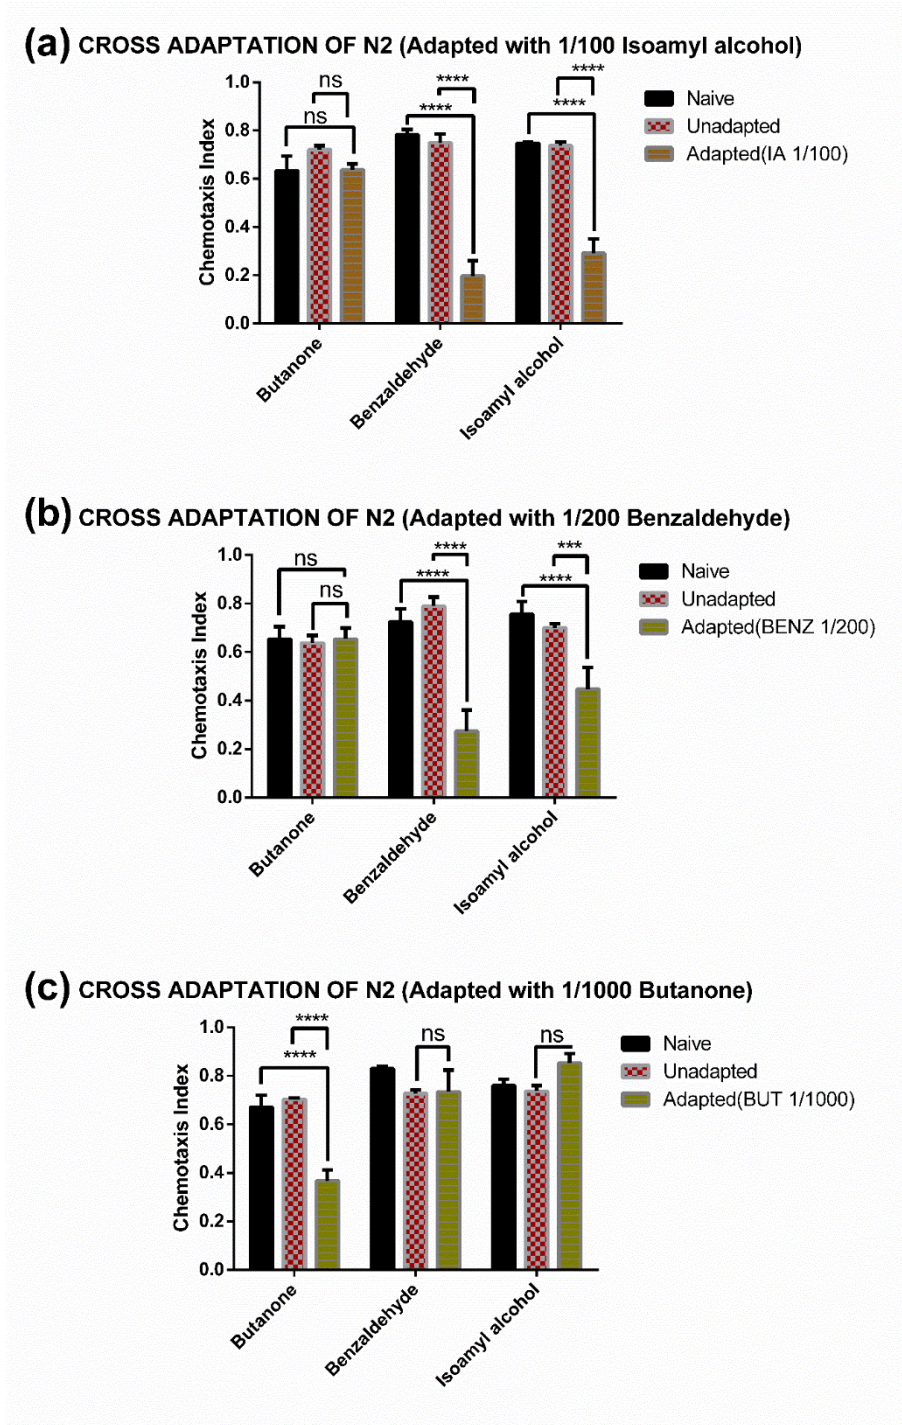 (a) CROSS ADAPTATION OF N2 (Adapted with 1/100 Isoamyl alcohol)
ns
ns
****
****
****
****
Chemotaxis Index
1.0
0.8
0.6
0.4
0.2
0.0
Butanone
Benzaldehyde
Isoamyl alcohol
Naive
Unadapted
Adapted(IA 1/100)
(b) CROSS ADAPTATION OF N2 (Adapted with 1/200 Benzaldehyde)
ns
ns
****
****
***
****
Chemotaxis Index
1.0
0.8
0.6
0.4
0.2
0.0
Butanone
Benzaldehyde
Isoamyl alcohol
Naive
Unadapted
Adapted(BENZ 1/200)
(c) CROSS ADAPTATION OF N2 (Adapted with 1/1000 Butanone)
****
****
ns
ns
Chemotaxis Index
1.0
0.8
0.6
0.4
0.2
0.0
Butanone
Benzaldehyde
Isoamyl alcohol
Naive
Unadapted
Adapted(BUT 1/1000)